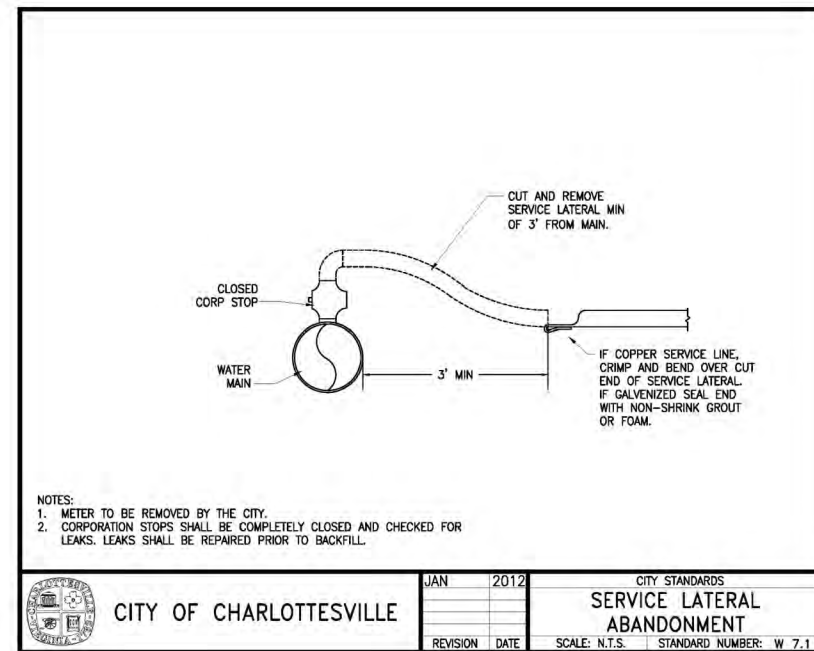 CUT AND REMOVE
SERVICE LATERAL MIN
OF 3' FROM MAIN.
CLOSED
CORP STOP
WATER
MAIN
3' MIN
IF COPPER SERVICE LINE,
CRIMP AND BEND OVER CUT
END OF SERVICE LATERAL.
IF GALVANIZED SEAL END
WITH NON-SHRINK GROUT
OR FOAM.
NOTES:
1. METER TO BE REMOVED BY THE CITY.
2. CORPORATION STOPS SHALL BE COMPLETELY CLOSED AND CHECKED FOR
LEAKS. LEAKS SHALL BE REPAIRED PRIOR TO BACKFILL.
CITY OF CHARLOTTESVILLE
JAN 2012
REVISION DATE
CITY STANDARDS
SERVICE LATERAL
ABANDONMENT
SCALE: N.T.S. STANDARD NUMBER: W 7.1